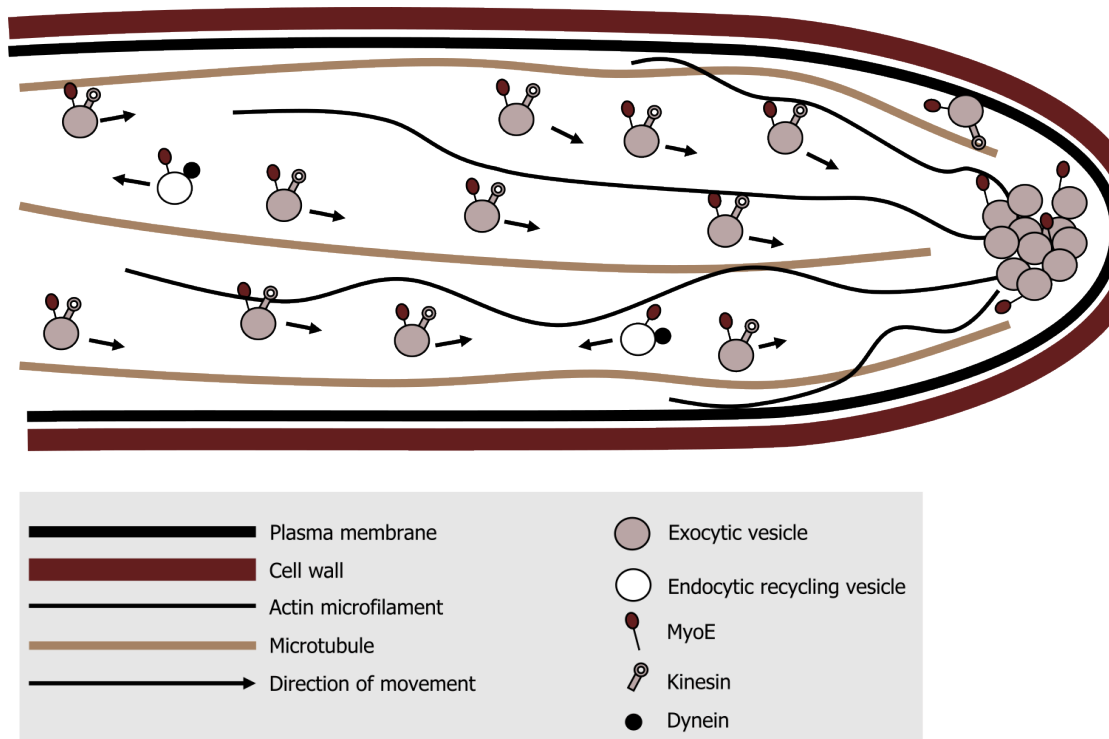 Plasma membrane
Cell wall
Actin microfilament
Microtubule
Direction of movement
Exocytic vesicle
Endocytic recycling vesicle
MyoE
Kinesin
Dynein